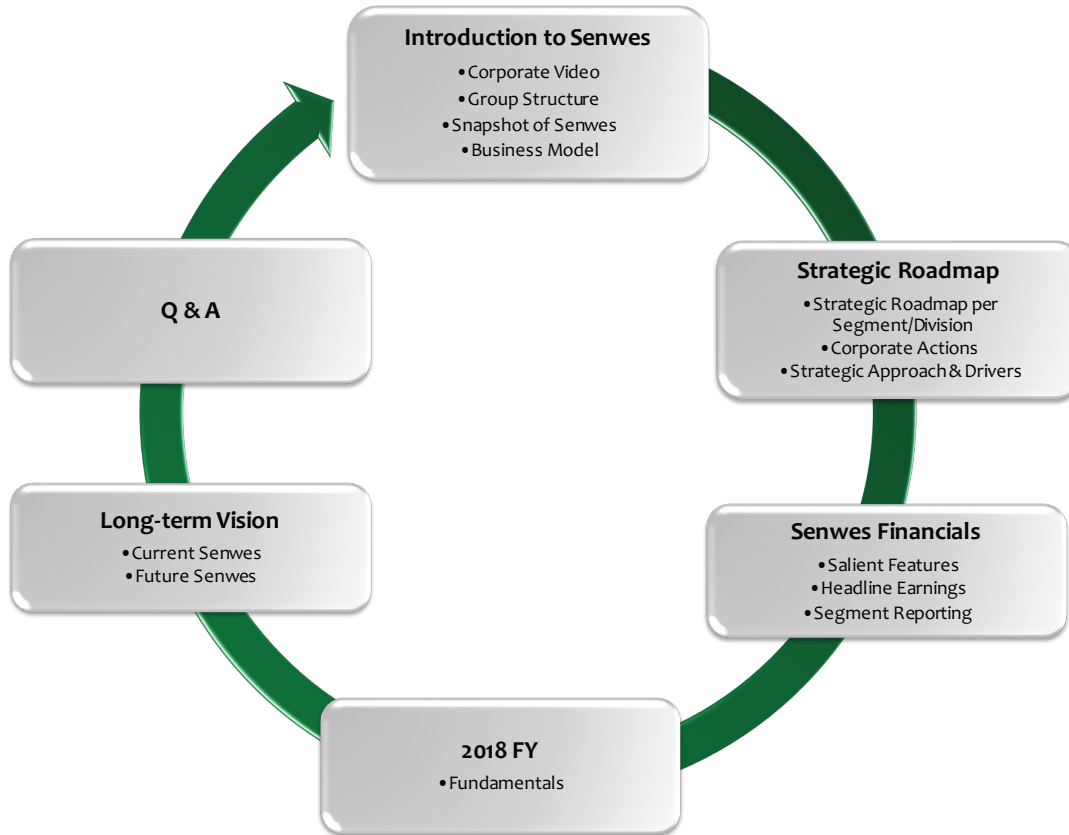 Introduction to Senwes
•Corporate Video
•Group Structure
•Snapshot of Senwes
•Business Model
Strategic Roadmap
•Strategic Roadmap per
Segment/Division
•Corporate Actions
•Strategic Approach & Drivers
Senwes Financials
•Salient Features
•Headline Earnings
•Segment Reporting
2018 FY
•Fundamentals
Long-term Vision
•Current Senwes
•Future Senwes
Q & A